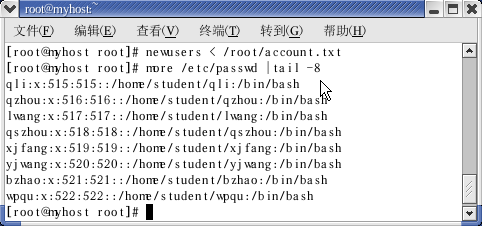 root@myhost:~
文件(F) 编辑(E) 查看(V) 终端(T) 转到(G) 帮助(H)
[root@myhost root]# newusers < /root/account.txt
[root@myhost root]# more /etc/passwd |tail -8
qli:x:515:515::/home/student/qli:/bin/bash
qzhou:x:516:516::/home/student/qzhou:/bin/bash
lwang:x:517:517::/home/student/lwang:/bin/bash
qszhou:x:518:518::/home/student/qszhou:/bin/bash
xjfang:x:519:519::/home/student/xjfang:/bin/bash
yjwang:x:520:520::/home/student/yjwang:/bin/bash
bzhao:x:521:521::/home/student/bzhao:/bin/bash
wpqu:x:522:522::/home/student/wpqu:/bin/bash
[root@myhost root]#